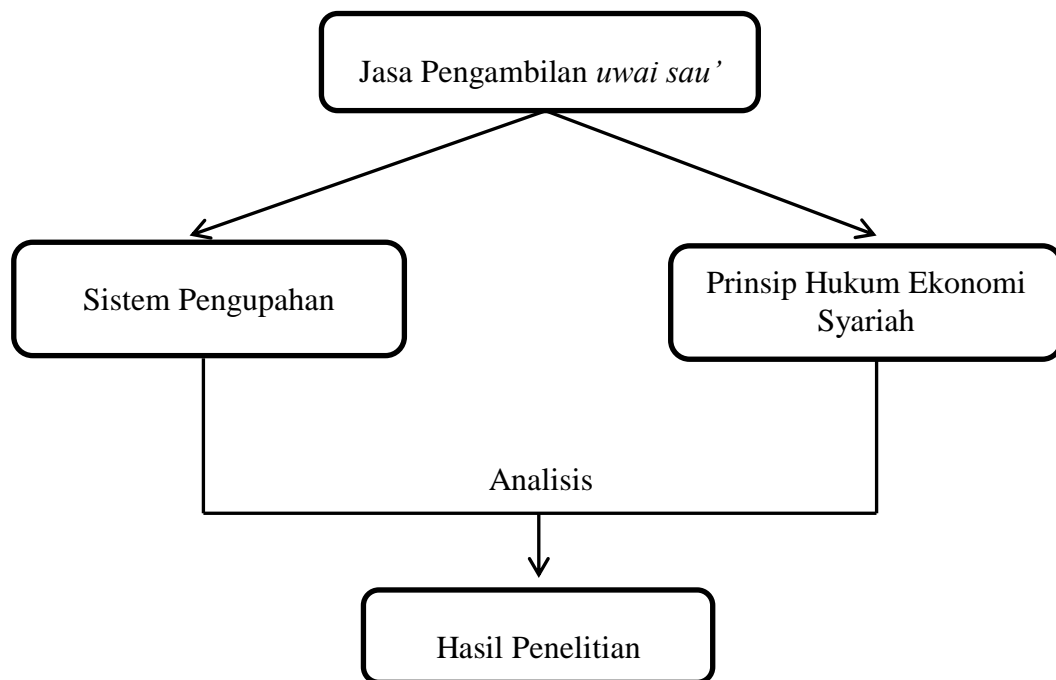 Jasa Pengambilan uwai sau’
Sistem Pengupahan
Prinsip Hukum Ekonomi
Syariah
Analisis
Hasil Penelitian